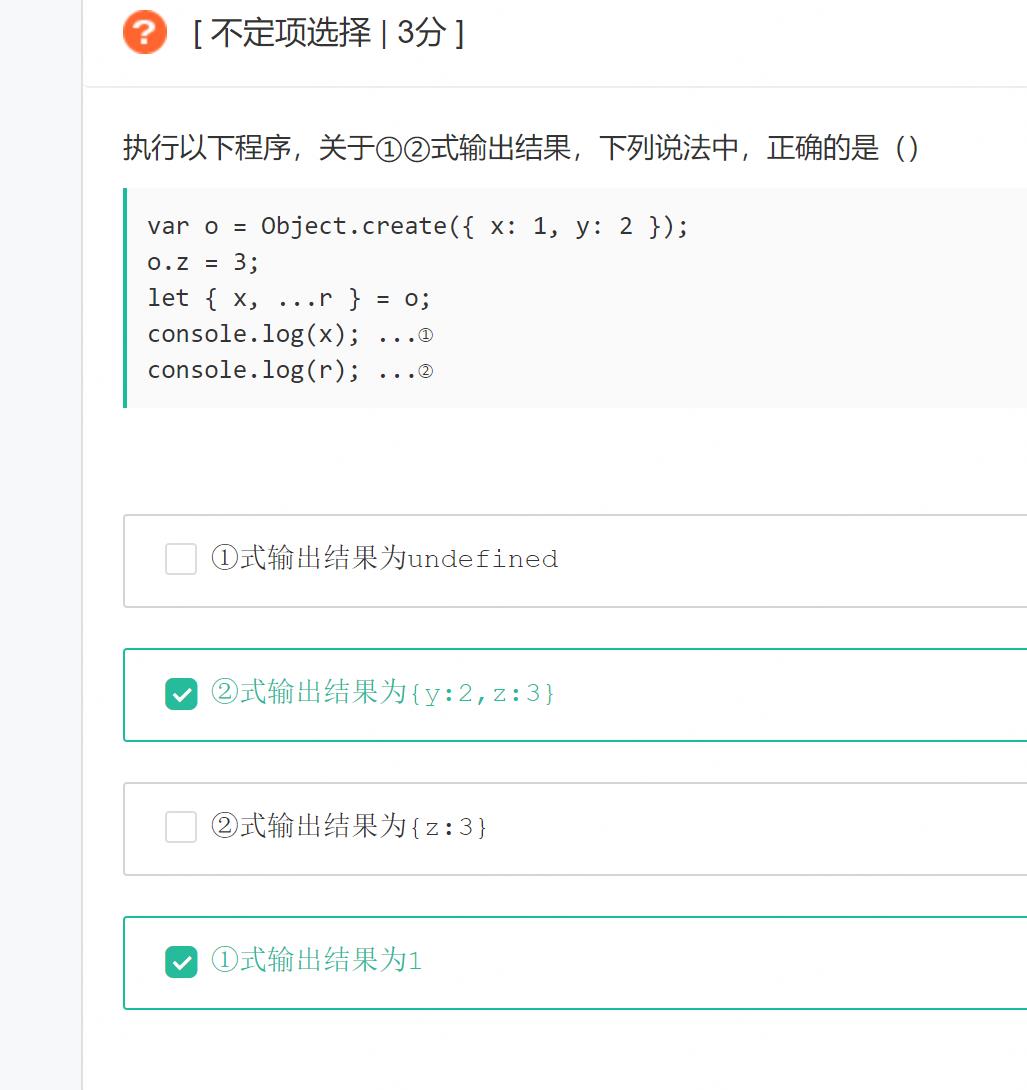 [ 不定项选择 | 3分 ]
执行以下程序，关于①②式输出结果，下列说法中，正确的是（）
var o = Object.create({ x: 1, y: 2 });
o.z = 3;
let { x, ...r } = o;
console.log(x); ...①
console.log(r); ...②
①式输出结果为undefined
②式输出结果为{y:2,z:3}
②式输出结果为{z:3}
①式输出结果为1